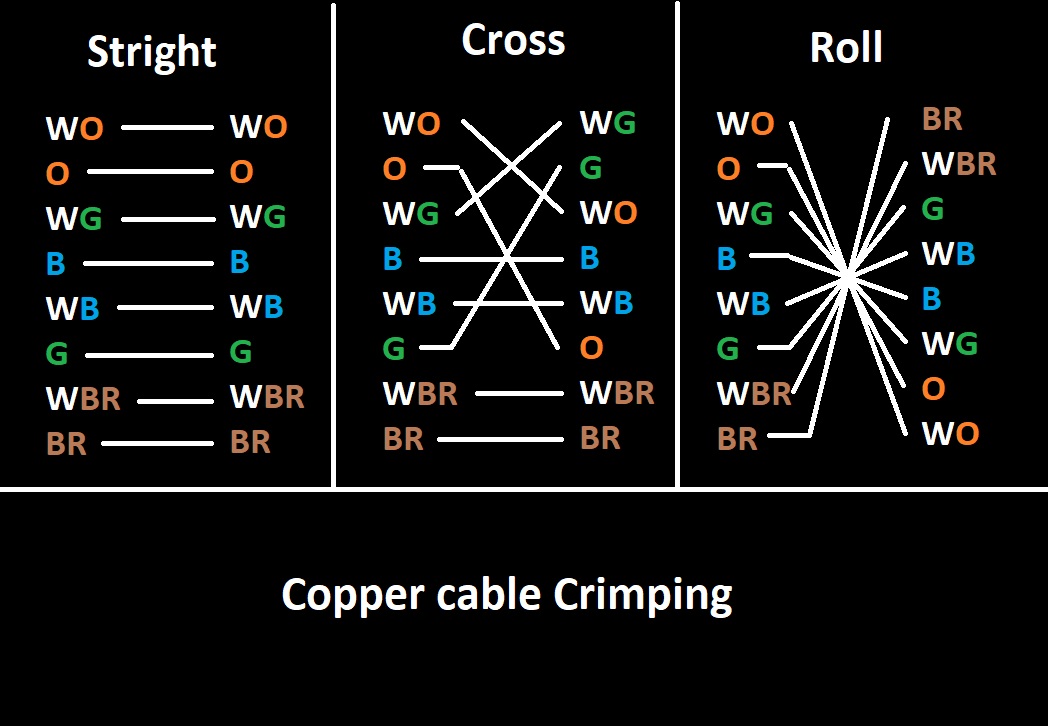 Stright
WO WO
O O
WG WG
B B
WB WB
G G
WBR WBR
BR BR
Cross
WO WG
O G
WG WO
B B
WB WB
G O
WBR WBR
BR BR
Roll
WO BR
O WBR
WG G
B WB
WB B
G WG
WBR O
BR WO
Copper cable Crimping